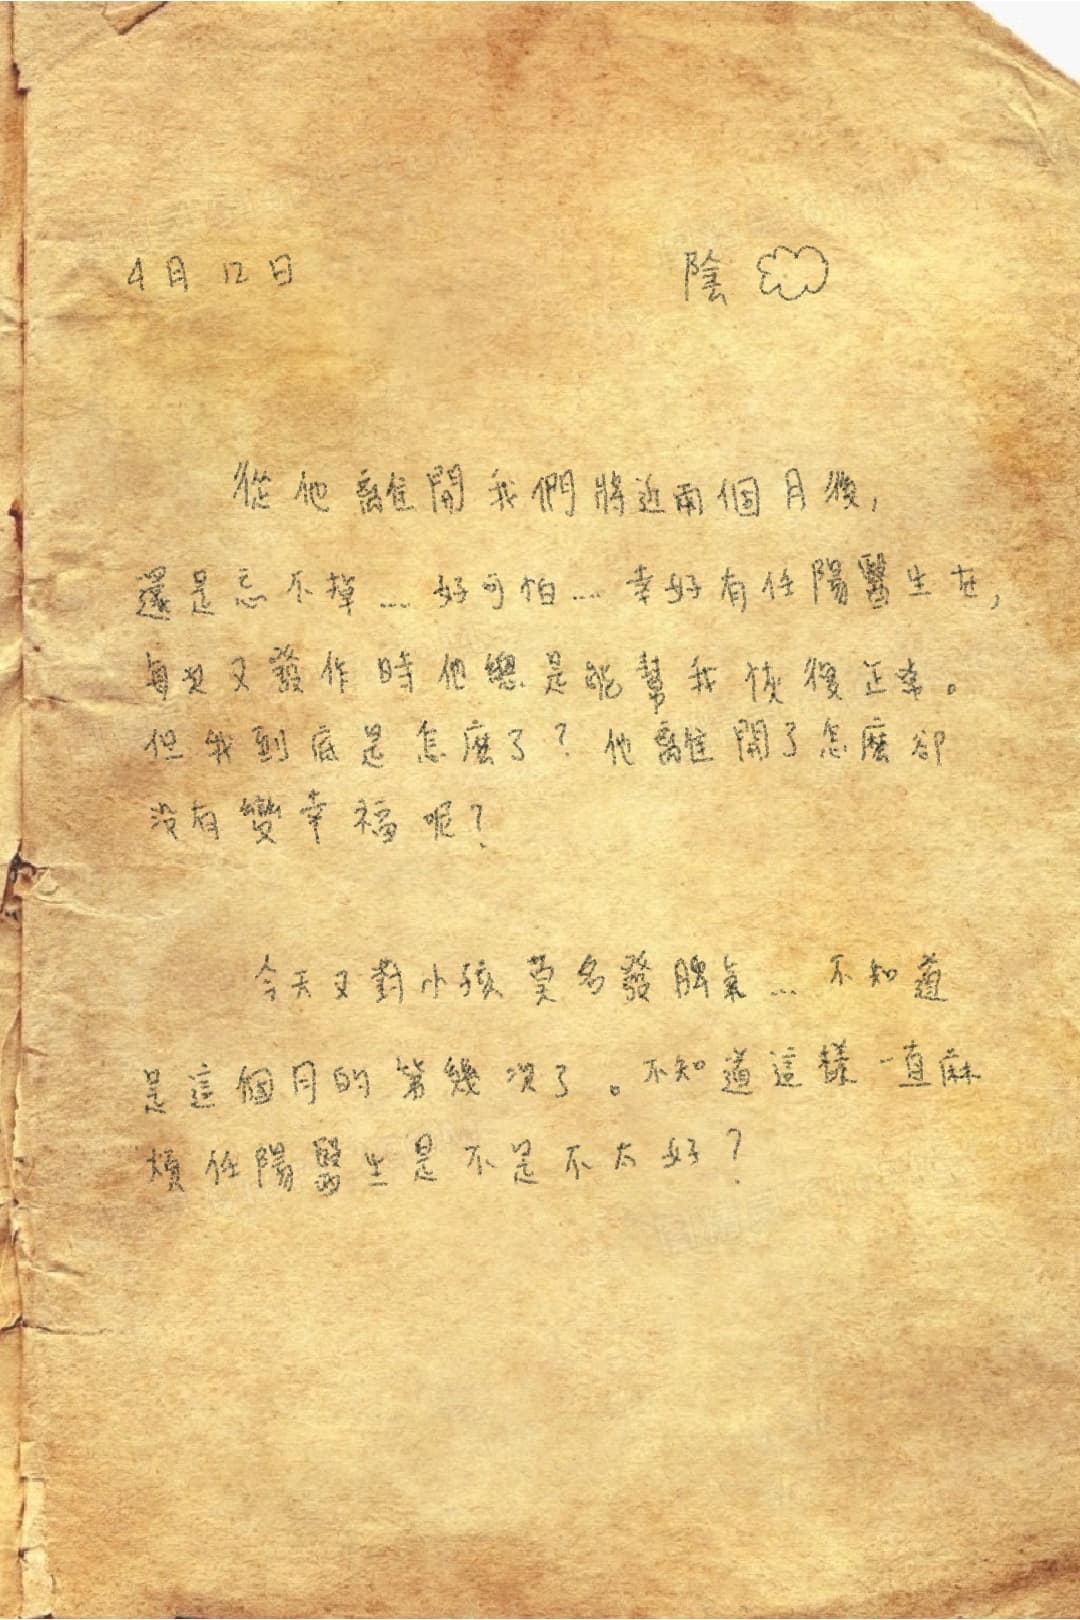 4月12日 陰
從他離開我們將近兩個月後,
還是忘不掉... 好可怕... 幸好有任陽醫生在,
每次又發作時他總是能幫我恢復正常。
但我到底是怎麼了? 他離開了怎麼卻
沒有變幸福呢?
今天又對小孩莫名發脾氣... 不知道
是這個月的第幾次了。不知道這樣一直麻
煩任陽醫生是不是不太好?